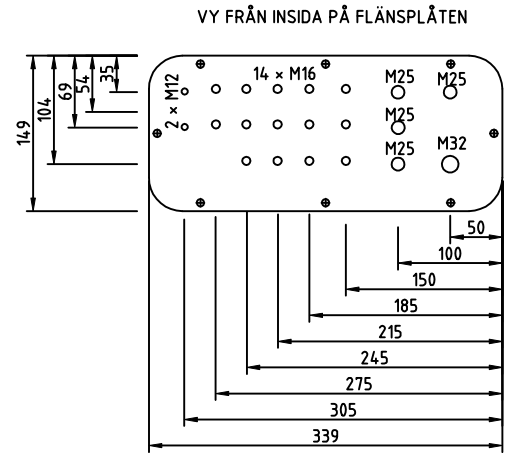 VY FRÅN INSIDA PÅ FLÄNSPLÅTEN
149
104
69
54
35
2 × M12
14 × M16
M25
M25
M25
M25
M32
50
100
150
185
215
245
275
305
339